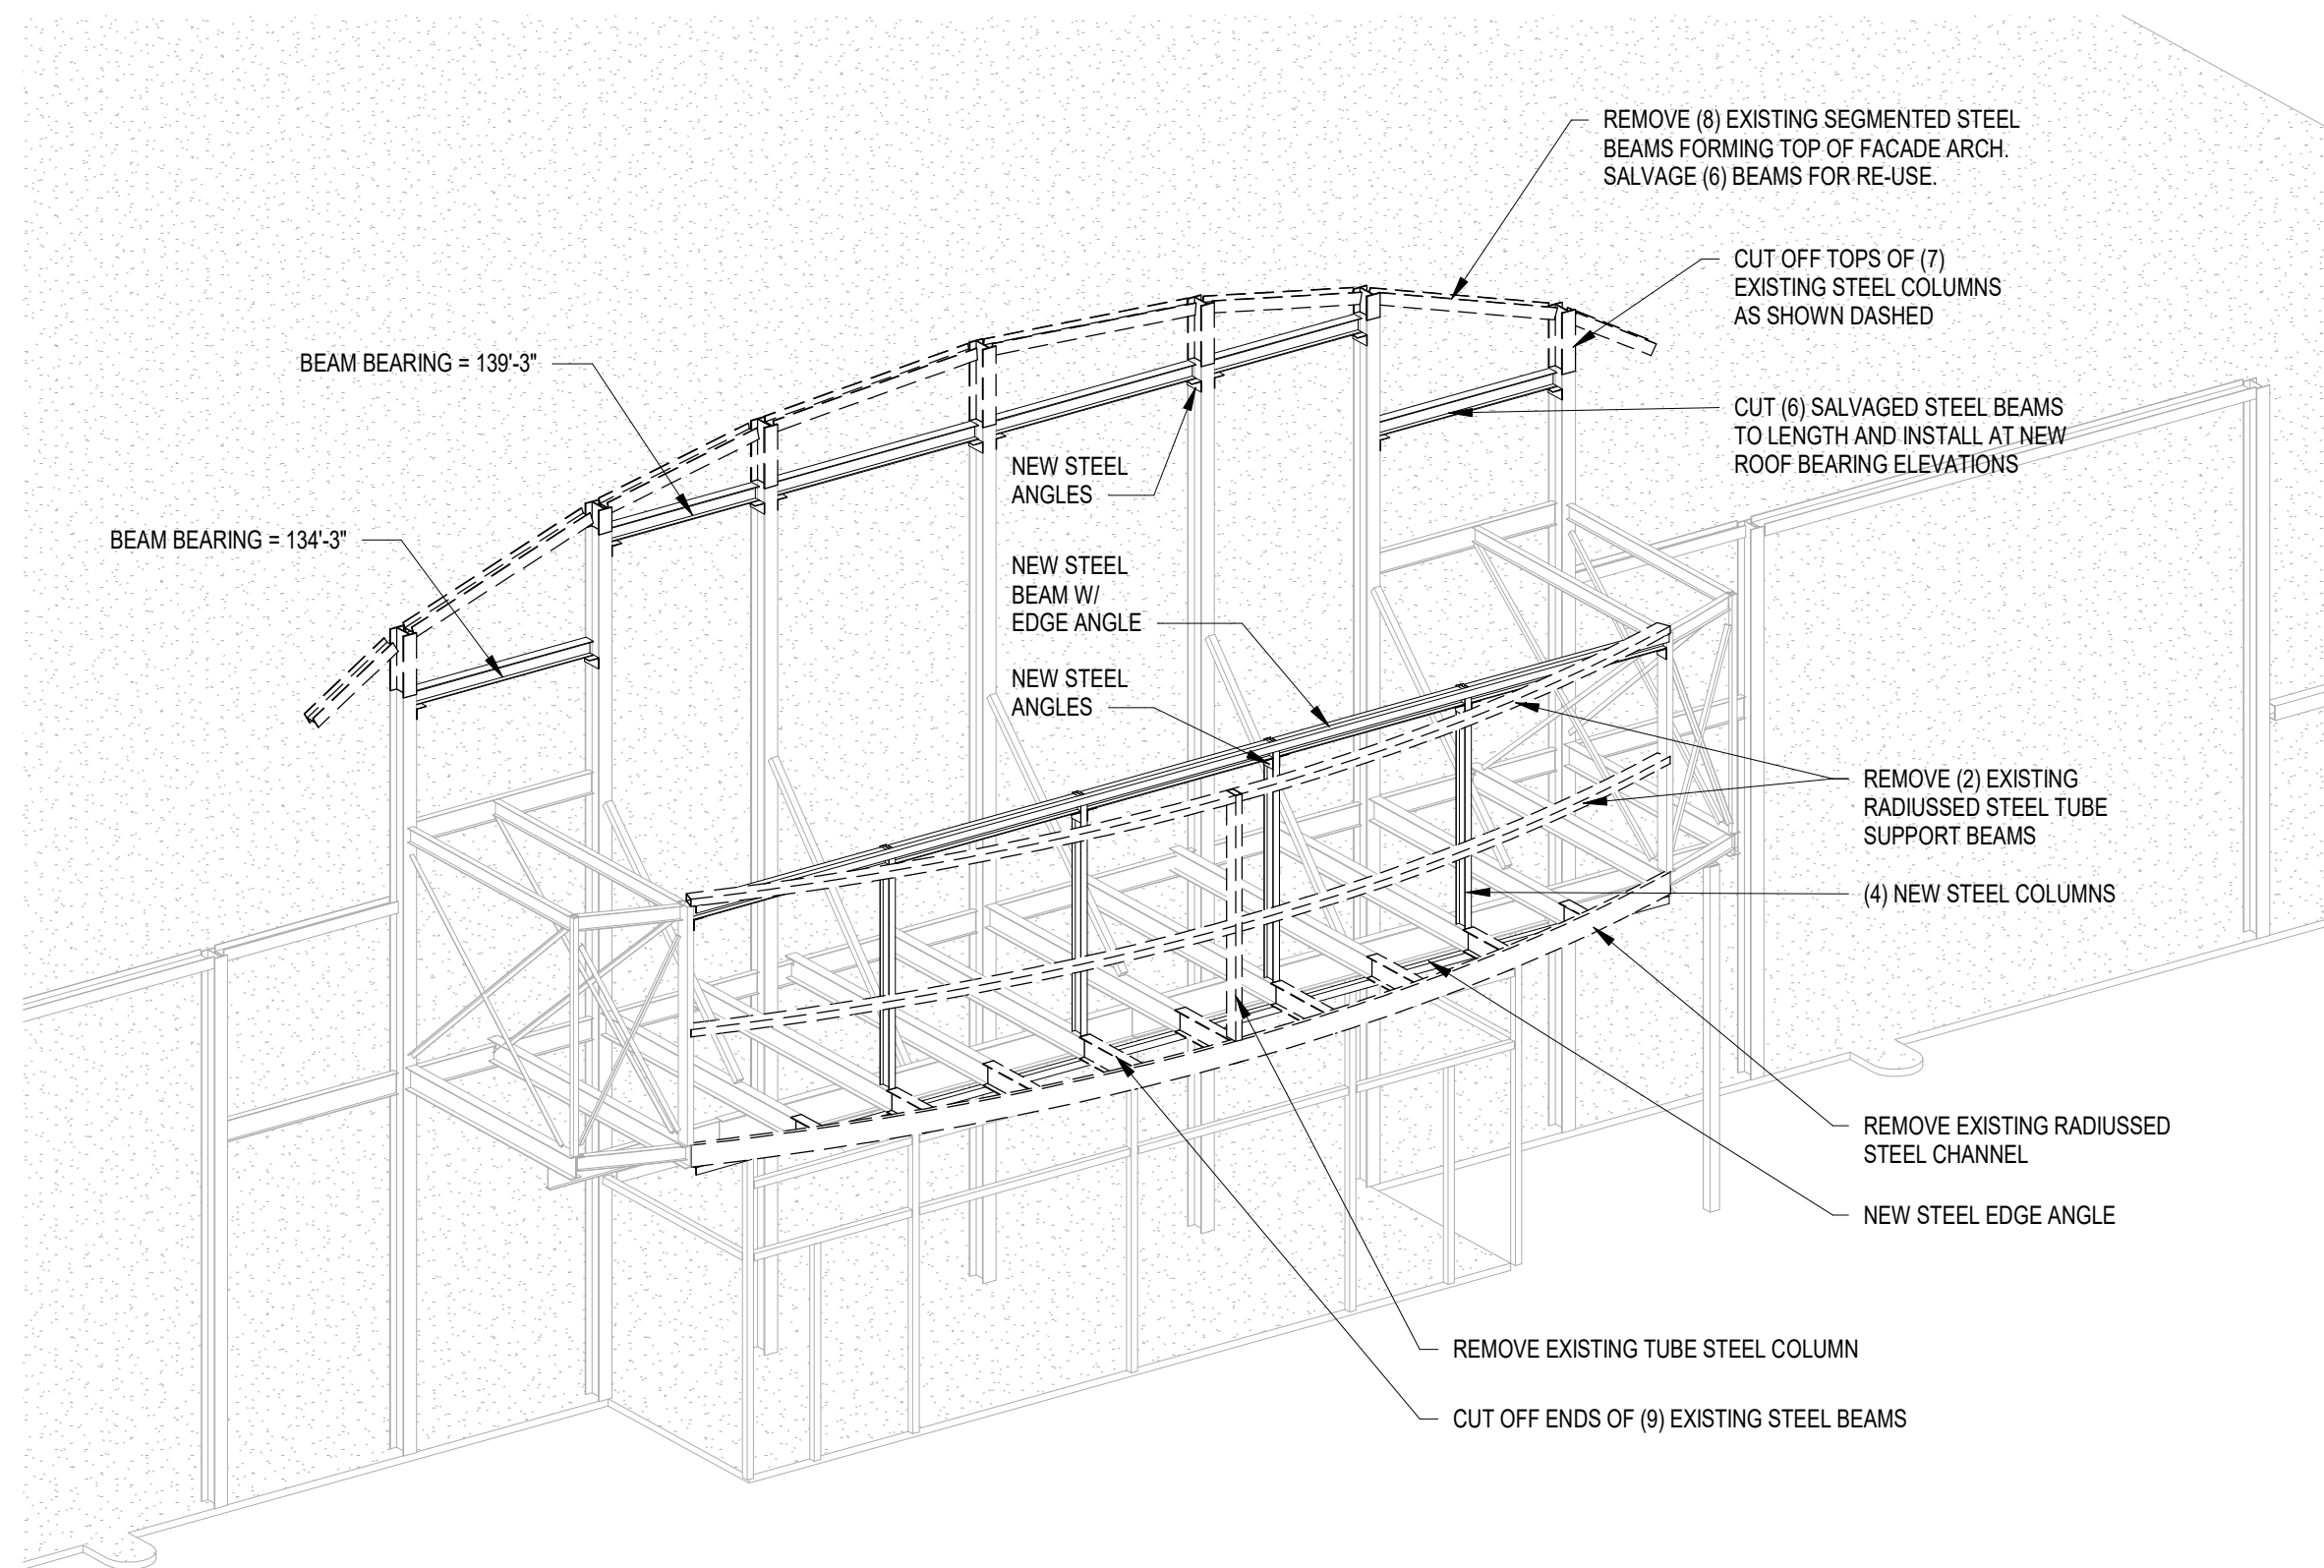 REMOVE (8) EXISTING SEGMENTED STEEL
BEAMS FORMING TOP OF FACADE ARCH.
SALVAGE (6) BEAMS FOR RE-USE.
CUT OFF TOPS OF (7)
EXISTING STEEL COLUMNS
AS SHOWN DASHED
BEAM BEARING = 139'-3"
CUT (6) SALVAGED STEEL BEAMS
TO LENGTH AND INSTALL AT NEW
ROOF BEARING ELEVATIONS
NEW STEEL
ANGLES
BEAM BEARING = 134'-3"
NEW STEEL
BEAM W/
EDGE ANGLE
NEW STEEL
ANGLES
REMOVE (2) EXISTING
RADIUSSED STEEL TUBE
SUPPORT BEAMS
(4) NEW STEEL COLUMNS
REMOVE EXISTING RADIUSSED
STEEL CHANNEL
NEW STEEL EDGE ANGLE
REMOVE EXISTING TUBE STEEL COLUMN
CUT OFF ENDS OF (9) EXISTING STEEL BEAMS